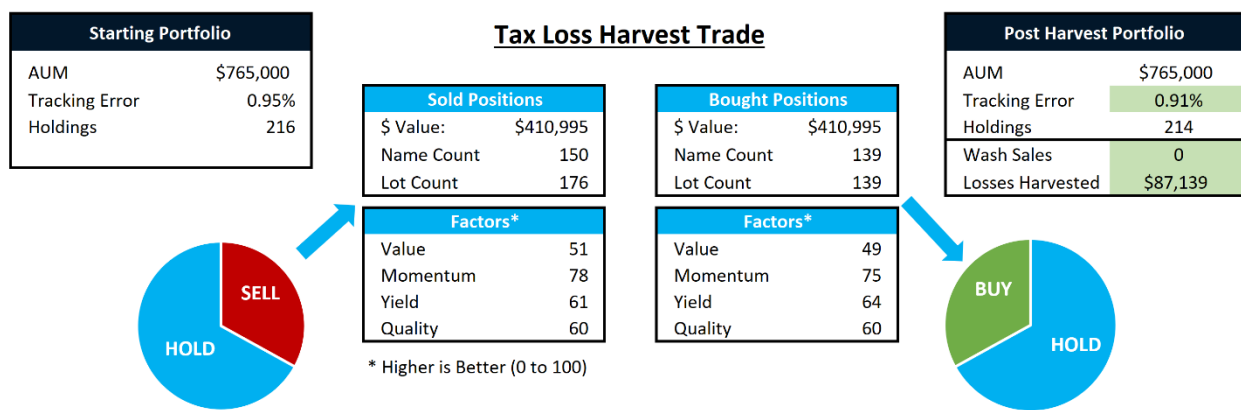 Tax Loss Harvest Trade
Starting Portfolio
AUM $765,000
Tracking Error 0.95%
Holdings 216
SELL
HOLD
Sold Positions
$ Value: $410,995
Name Count 150
Lot Count 176
Factors*
Value 51
Momentum 78
Yield 61
Quality 60
* Higher is Better (0 to 100)
Bought Positions
$ Value: $410,995
Name Count 139
Lot Count 139
Factors*
Value 49
Momentum 75
Yield 64
Quality 60
Post Harvest Portfolio
AUM $765,000
Tracking Error 0.91%
Holdings 214
Wash Sales 0
Losses Harvested $87,139
BUY
HOLD